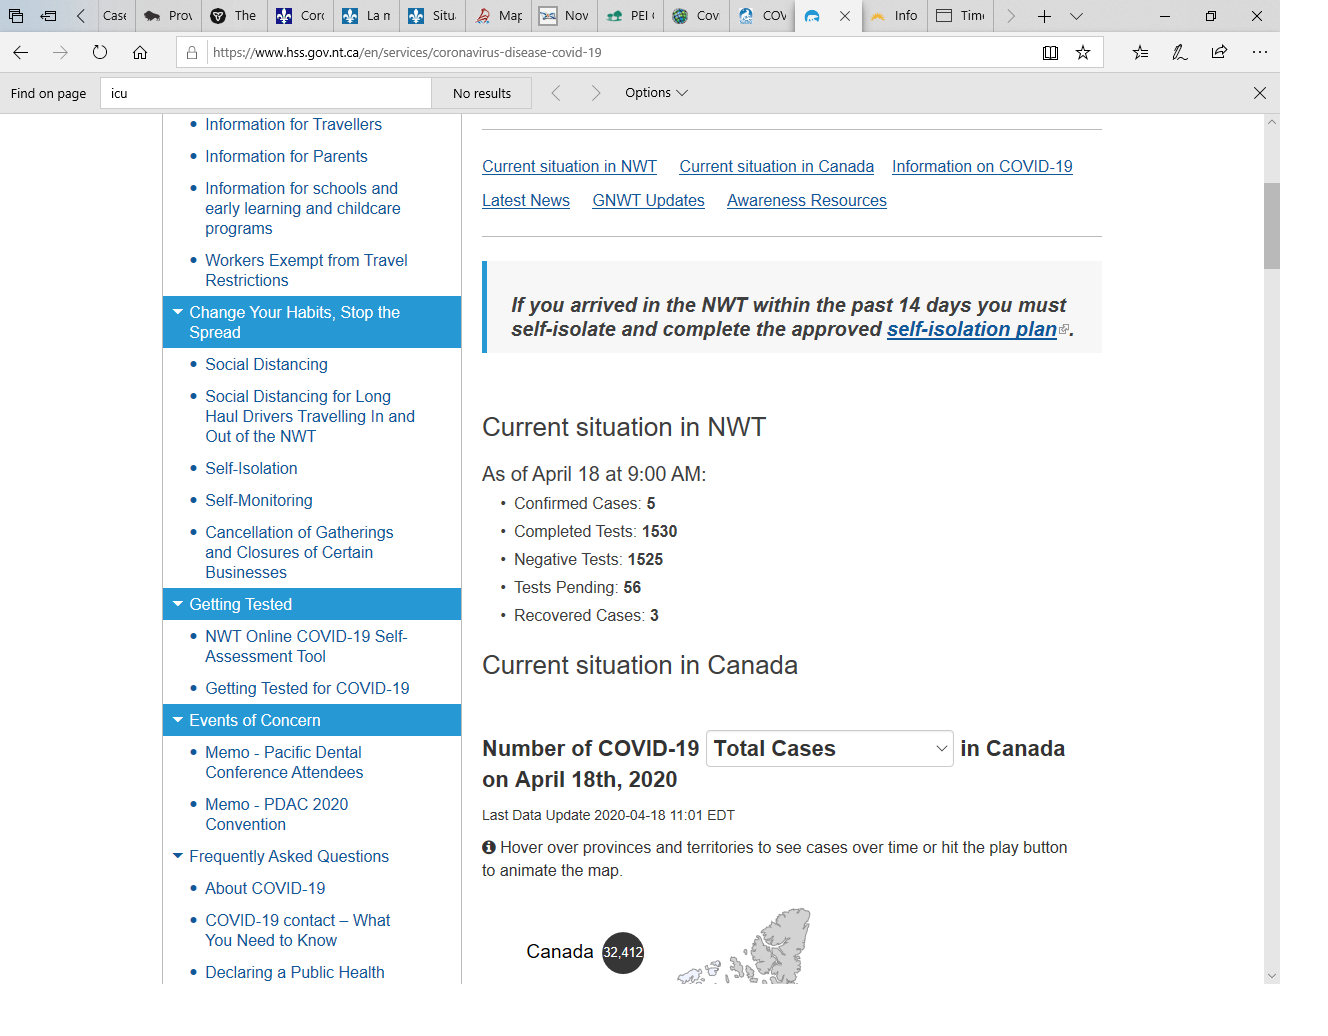 Case
Prov
The
Coro
La m
Situa
Map
Nov
PEI
Cov
COV
Info
Time
https://www.hss.gov.nt.ca/en/services/coronavirus-disease-covid-19
Find on page
icu
No results
Options
Information for Travellers
Information for Parents
Information for schools and
early learning and childcare
programs
Workers Exempt from Travel
Restrictions
Change Your Habits, Stop the
Spread
Social Distancing
Social Distancing for Long
Haul Drivers Travelling In and
Out of the NWT
Self-Isolation
Self-Monitoring
Cancellation of Gatherings
and Closures of Certain
Businesses
Getting Tested
NWT Online COVID-19 Self-
Assessment Tool
Getting Tested for COVID-19
Events of Concern
Memo - Pacific Dental
Conference Attendees
Memo - PDAC 2020
Convention
Frequently Asked Questions
About COVID-19
COVID-19 contact – What
You Need to Know
Declaring a Public Health
Current situation in NWT Current situation in Canada Information on COVID-19
Latest News GNWT Updates Awareness Resources
If you arrived in the NWT within the past 14 days you must
self-isolate and complete the approved self-isolation plan.
Current situation in NWT
As of April 18 at 9:00 AM:
Confirmed Cases: 5
Completed Tests: 1530
Negative Tests: 1525
Tests Pending: 56
Recovered Cases: 3
Current situation in Canada
Number of COVID-19 Total Cases in Canada
on April 18th, 2020
Last Data Update 2020-04-18 11:01 EDT
Hover over provinces and territories to see cases over time or hit the play button
to animate the map.
Canada 32,412